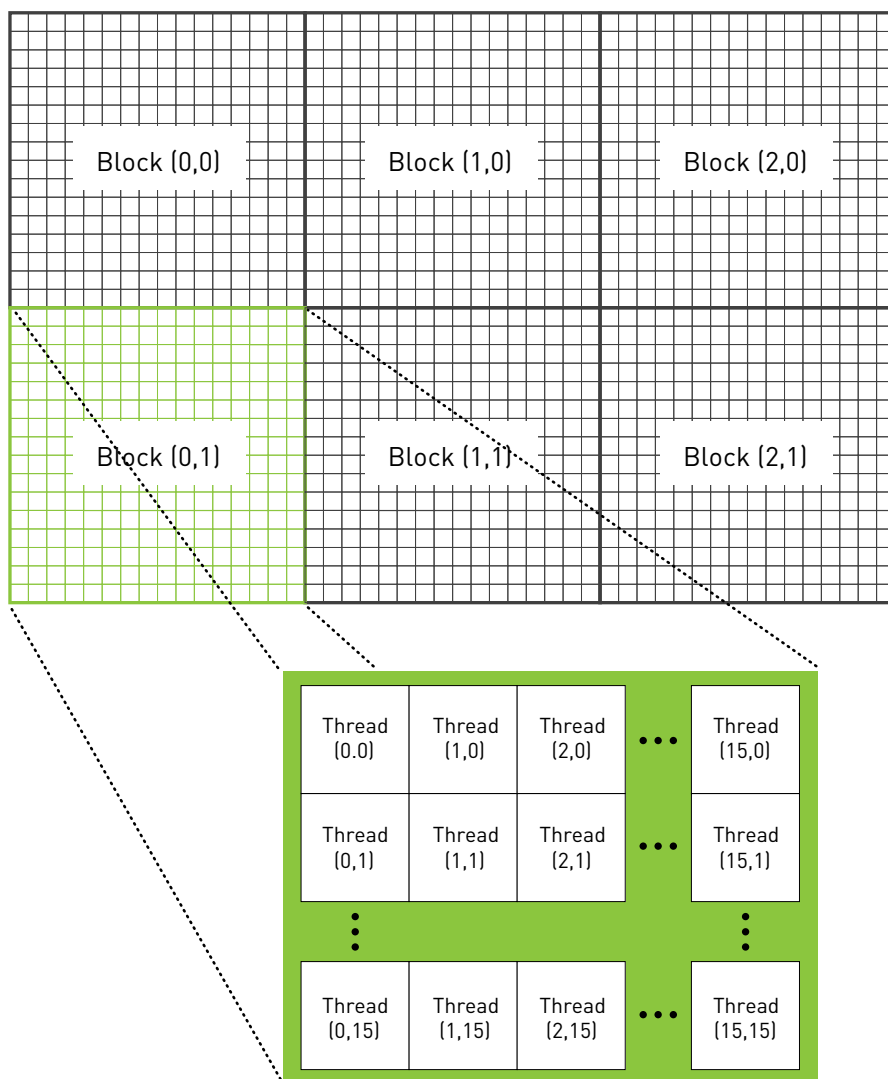 Block (0,0)
Block (1,0)
Block (2,0)
Block (0,1)
Block (1,1)
Block (2,1)
Thread
(0.0)
Thread
(1,0)
Thread
(2,0)
Thread
(15,0)
Thread
(0,1)
Thread
(1,1)
Thread
(2,1)
Thread
(15,1)
Thread
(0,15)
Thread
(1,15)
Thread
(2,15)
Thread
(15,15)